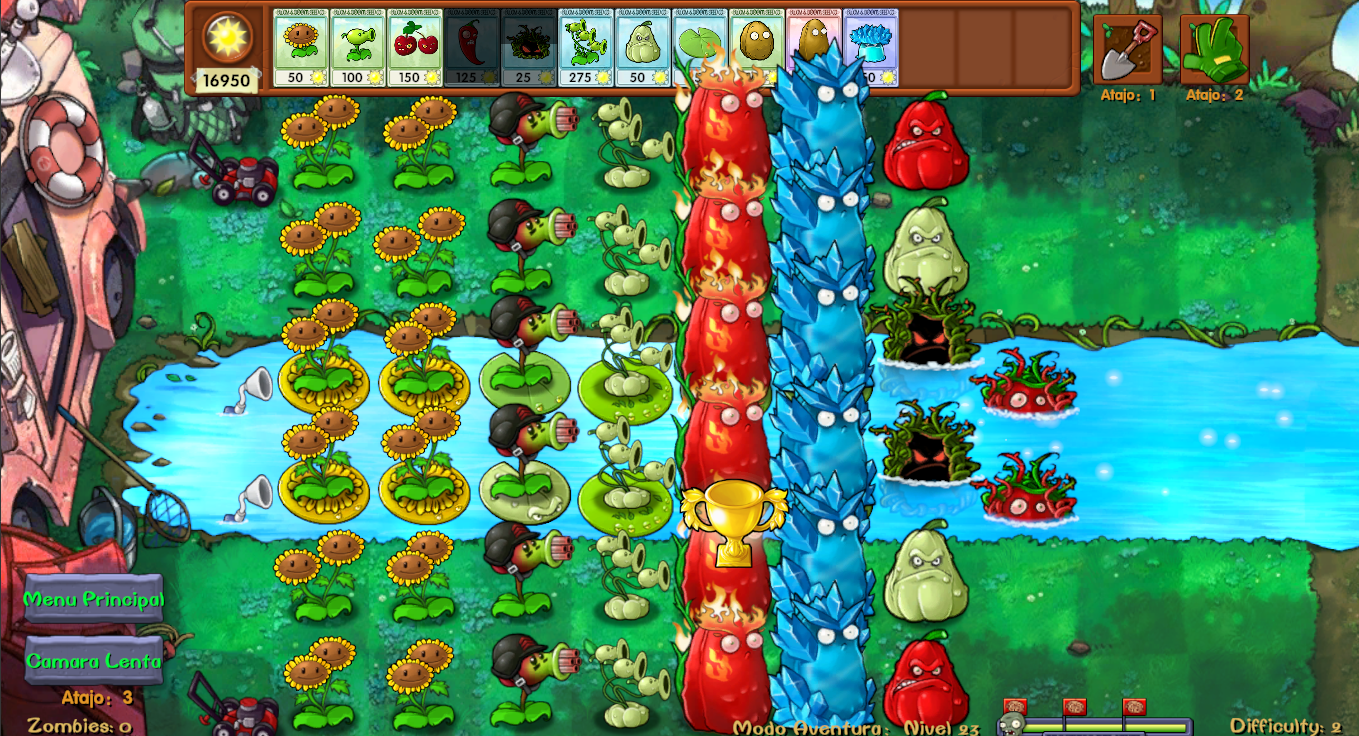 16950
50
100
150
125
25
275
50
Atajo: 1
Atajo: 2
Menu Principal
Camara Lenta
Atajo: 3
Zombies: 0
Modo Aventura: Nivel 23
Difficulty: 2